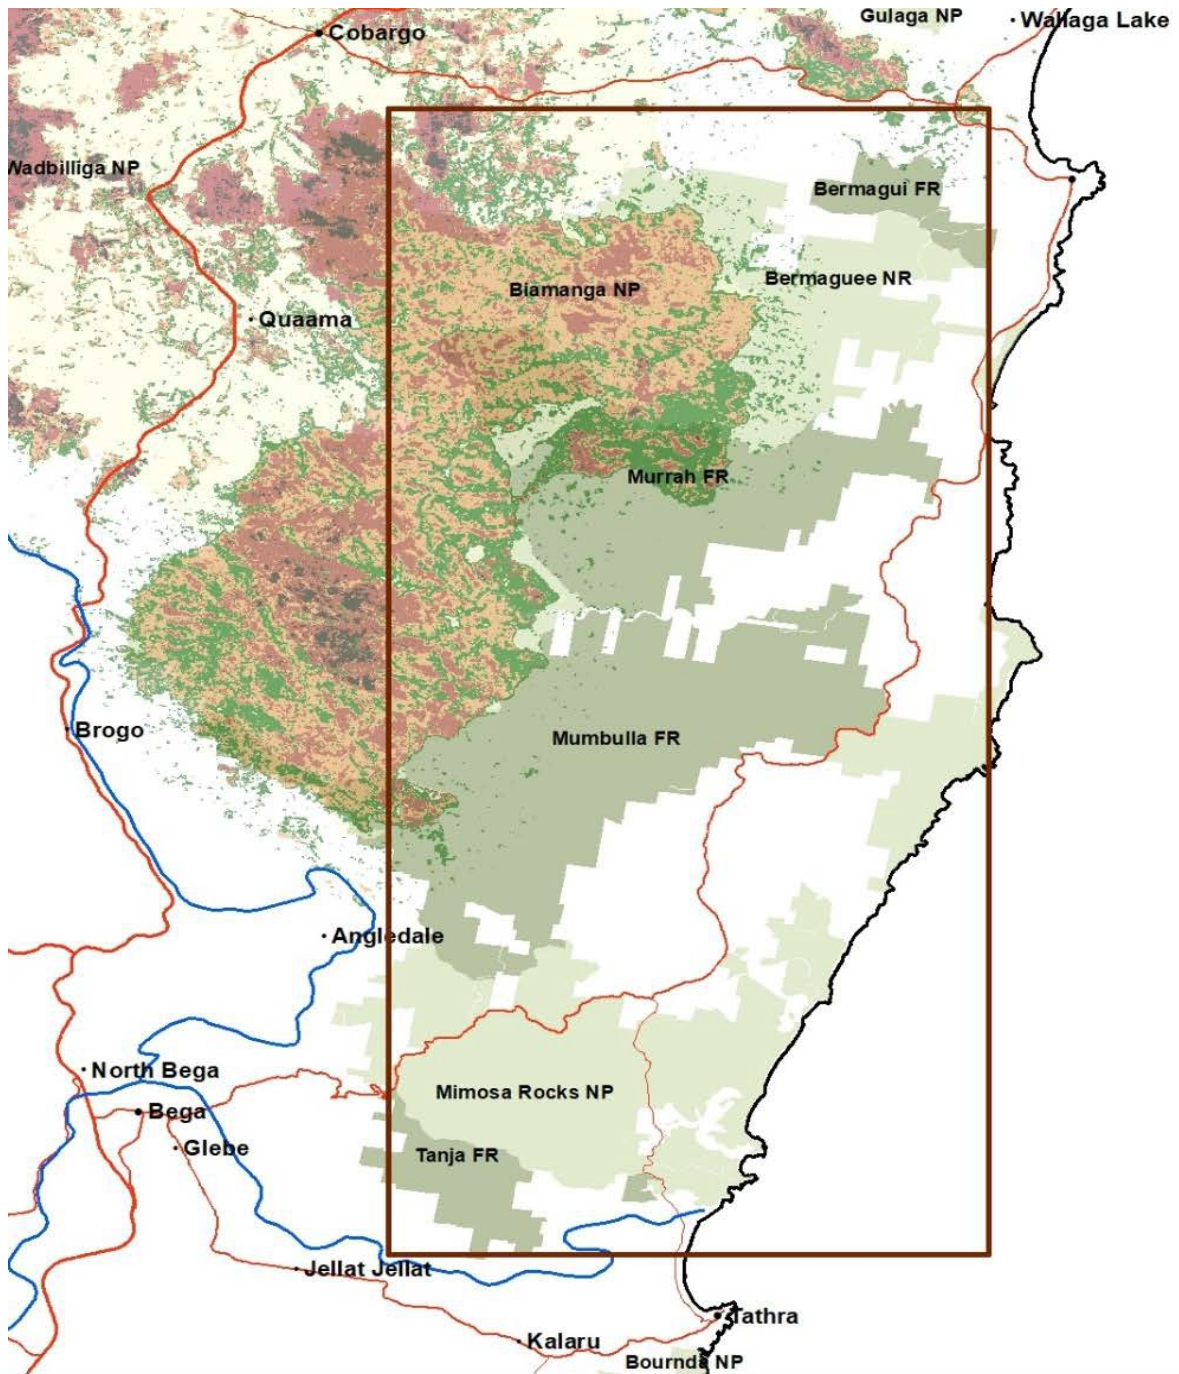 Gulaga NP
Wallaga Lake
Cobargo
Wadbilliga NP
Bermagui FR
Bermaguee NR
Biamanga NP
Quaama
Murrah FR
Brogo
Mumbulla FR
Angledale
North Bega
Mimosa Rocks NP
Bega
Glebe
Tanja FR
Jellat Jellat
Tathra
Kalaru
Bournda NP